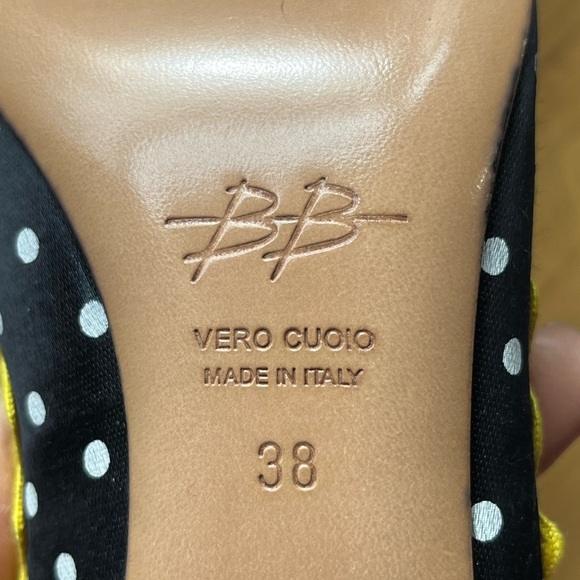 BB
VERO CUOIO
MADE IN ITALY
38